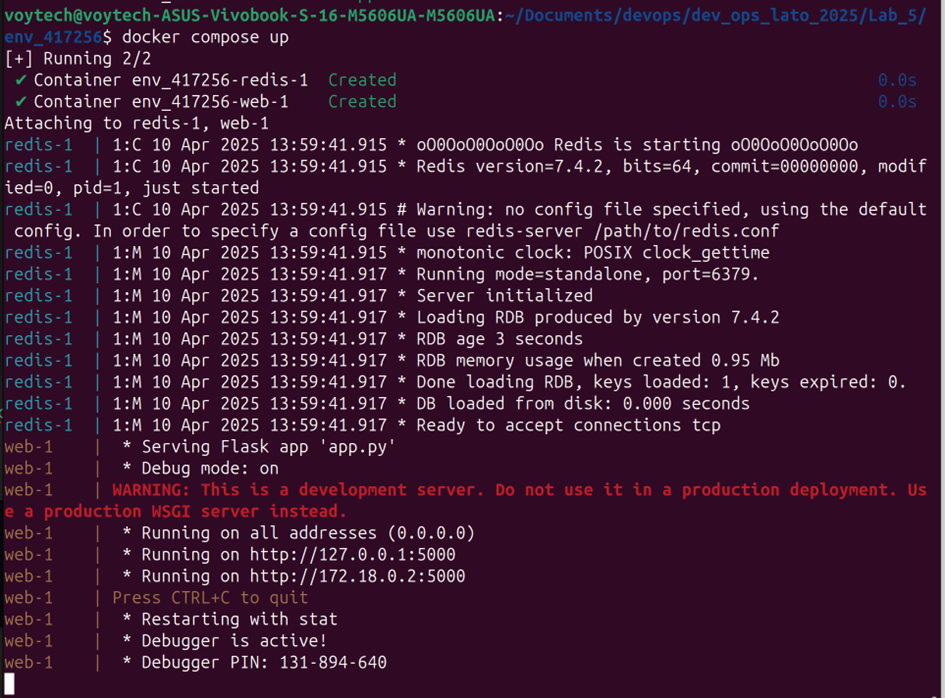 voytech@voytech-ASUS-Vivobook-S-16-M5606UA-M5606UA:~/Documents/devops/dev_ops_lato_2025/Lab_5/
env_417256$ docker compose up
[+] Running 2/2
✔ Container env_417256-redis-1  Created 0.0s
✔ Container env_417256-web-1    Created 0.0s
Attaching to redis-1, web-1
redis-1  | 1:C 10 Apr 2025 13:59:41.915 * oO0OoO0OoO0Oo Redis is starting oO0OoO0OoO0Oo
redis-1  | 1:C 10 Apr 2025 13:59:41.915 * Redis version=7.4.2, bits=64, commit=00000000, modif
ied=0, pid=1, just started
redis-1  | 1:C 10 Apr 2025 13:59:41.915 # Warning: no config file specified, using the default
 config. In order to specify a config file use redis-server /path/to/redis.conf
redis-1  | 1:M 10 Apr 2025 13:59:41.917 * monotonic clock: POSIX clock_gettime
redis-1  | 1:M 10 Apr 2025 13:59:41.917 * Running mode=standalone, port=6379.
redis-1  | 1:M 10 Apr 2025 13:59:41.917 * Server initialized
redis-1  | 1:M 10 Apr 2025 13:59:41.917 * Loading RDB produced by version 7.4.2
redis-1  | 1:M 10 Apr 2025 13:59:41.917 * RDB age 3 seconds
redis-1  | 1:M 10 Apr 2025 13:59:41.917 * RDB memory usage when created 0.95 Mb
redis-1  | 1:M 10 Apr 2025 13:59:41.917 * Done loading RDB, keys loaded: 1, keys expired: 0.
redis-1  | 1:M 10 Apr 2025 13:59:41.917 * DB loaded from disk: 0.000 seconds
redis-1  | 1:M 10 Apr 2025 13:59:41.917 * Ready to accept connections tcp
web-1    |  * Serving Flask app 'app.py'
web-1    |  * Debug mode: on
web-1    | WARNING: This is a development server. Do not use it in a production deployment. Us
e a production WSGI server instead.
web-1    |  * Running on all addresses (0.0.0.0)
web-1    |  * Running on http://127.0.0.1:5000
web-1    |  * Running on http://172.18.0.2:5000
web-1    | Press CTRL+C to quit
web-1    |  * Restarting with stat
web-1    |  * Debugger is active!
web-1    |  * Debugger PIN: 131-894-640